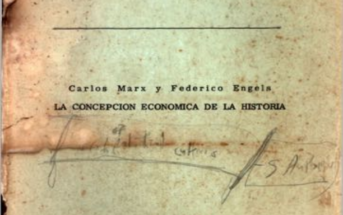 Carlos Marx y Federico Engels
LA CONCEPCION ECONOMICA DE LA HISTORIA